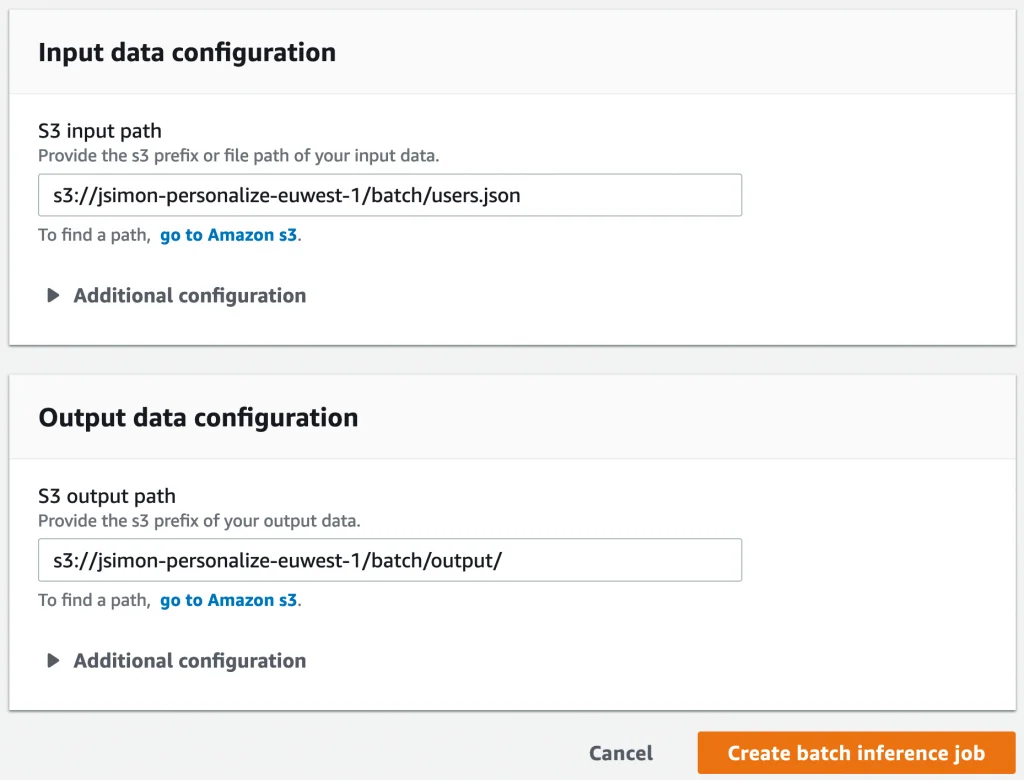 Input data configuration
S3 input path
Provide the s3 prefix or file path of your input data.
s3://jsimon-personalize-euwest-1/batch/users.json
To find a path, go to Amazon s3.
Additional configuration
Output data configuration
S3 output path
Provide the s3 prefix of your output data.
s3://jsimon-personalize-euwest-1/batch/output/
To find a path, go to Amazon s3.
Additional configuration
Cancel Create batch inference job